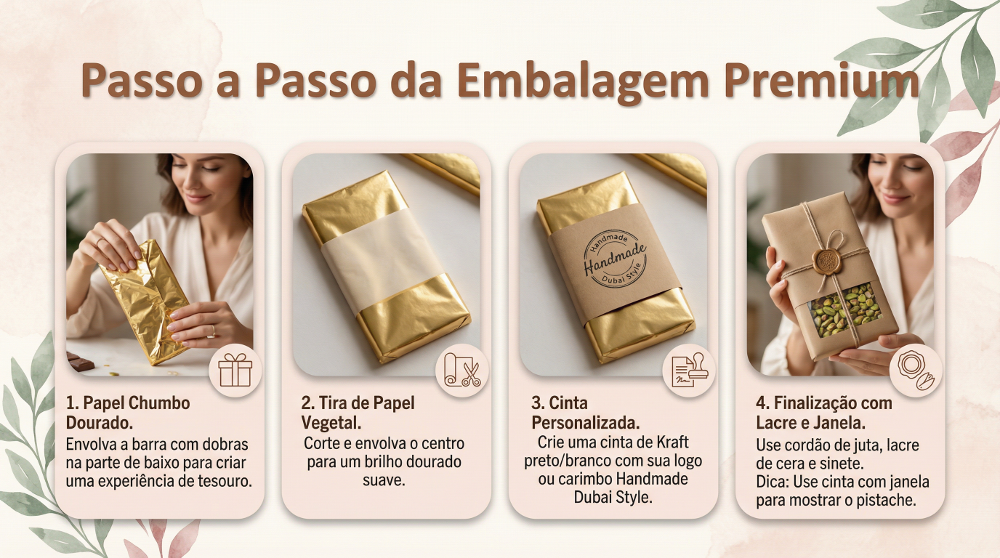 Passo a Passo da Embalagem Premium
Handmade
Handmade
Dubai Style
1. Papel Chumbo
Dourado.
Envolva a barra com dobras
na parte de baixo para criar
uma experiência de tesouro.
2. Tira de Papel
Vegetal.
Corte e envolva o centro
para um brilho dourado
suave.
3. Cinta
Personalizada.
Crie uma cinta de Kraft
preto/branco com sua logo
ou carimbo Handmade
Dubai Style.
4. Finalização com
Lacre e Janela.
Use cordão de juta, lacre
de cera e sinete.
Dica: Use cinta com janela
para mostrar o pistache.